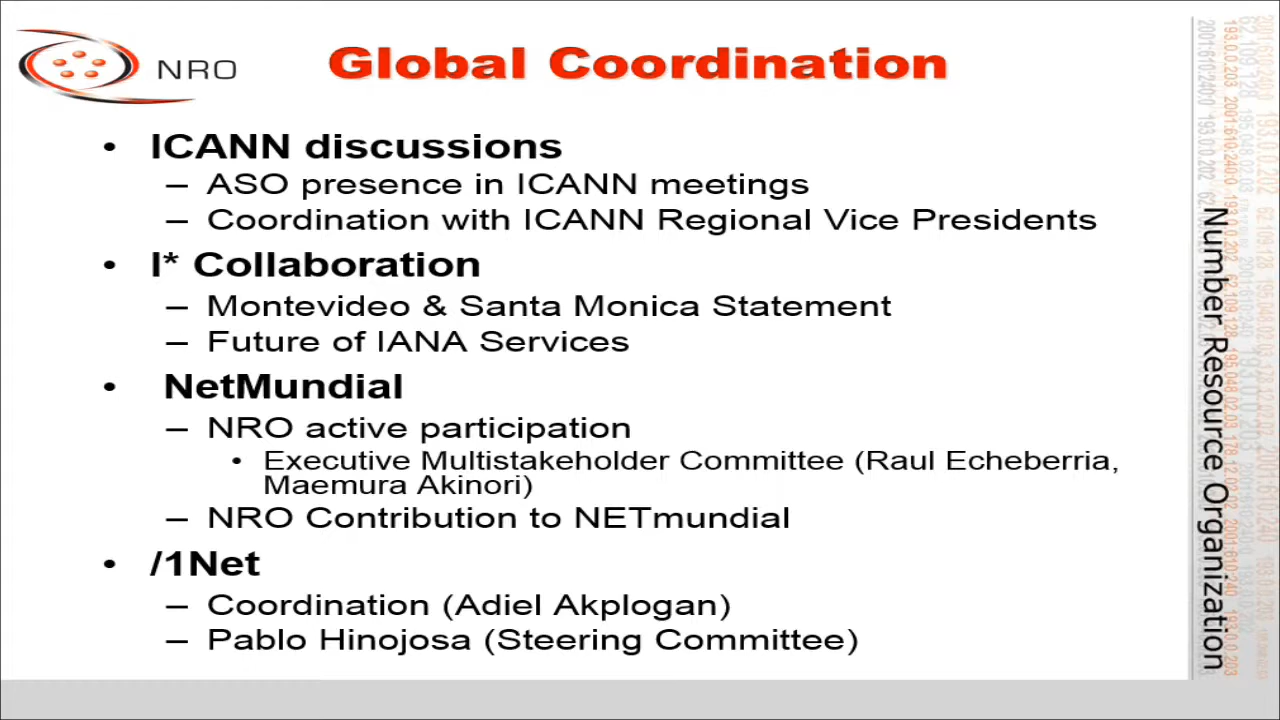 NRO
Global Coordination
• ICANN discussions
– ASO presence in ICANN meetings
– Coordination with ICANN Regional Vice Presidents
• I* Collaboration
– Montevideo & Santa Monica Statement
– Future of IANA Services
• NetMundial
– NRO active participation
• Executive Multistakeholder Committee (Raul Echeberria,
Maemura Akinori)
– NRO Contribution to NETmundial
• /1Net
– Coordination (Adiel Akplogan)
– Pablo Hinojosa (Steering Committee)
Number Resource Organization